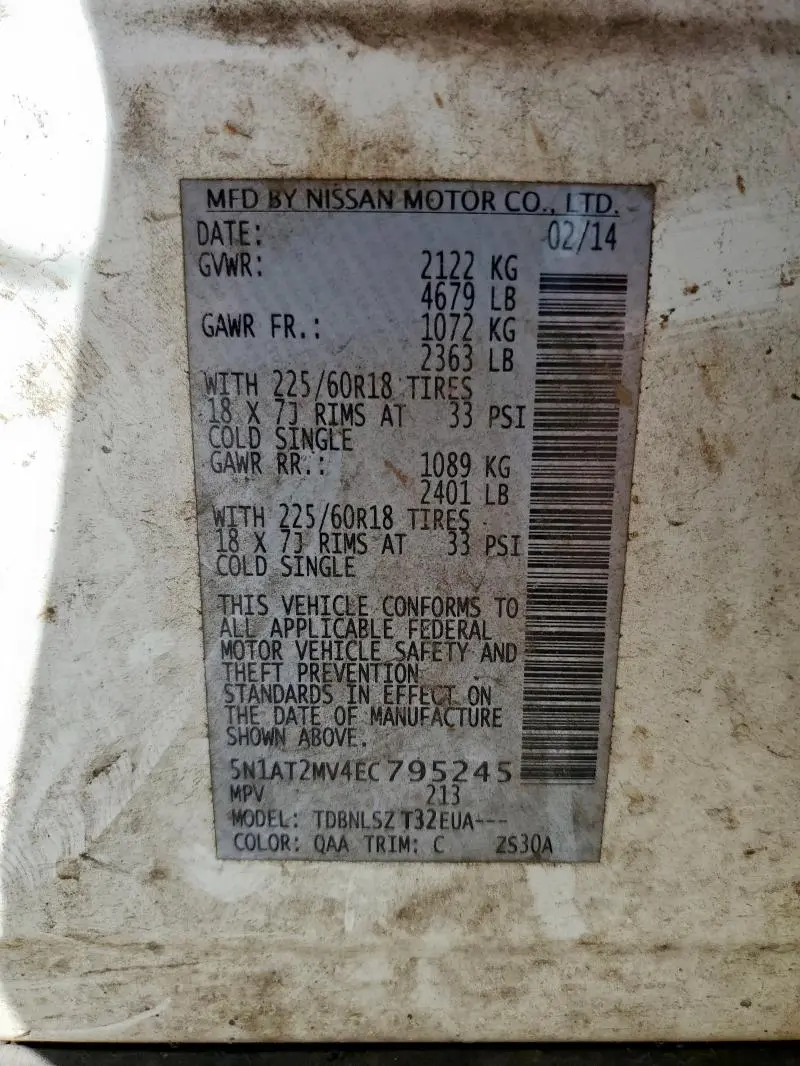 MFD BY NISSAN MOTOR CO., LTD.
DATE: 02/14
GVWR: 2122 KG
4679 LB
GAWR FR.: 1072 KG
2363 LB
WITH 225/60R18 TIRES
18 X 7J RIMS AT 33 PSI
COLD SINGLE
GAWR RR.: 1089 KG
2401 LB
WITH 225/60R18 TIRES
18 X 7J RIMS AT 33 PSI
COLD SINGLE
THIS VEHICLE CONFORMS TO
ALL APPLICABLE FEDERAL
MOTOR VEHICLE SAFETY AND
THEFT PREVENTION
STANDARDS IN EFFECT ON
THE DATE OF MANUFACTURE
SHOWN ABOVE.
5N1AT2MV4EC795245
MPV 213
MODEL: TDBNLSZ T32EUA---
COLOR: QAA TRIM: C ZS30A